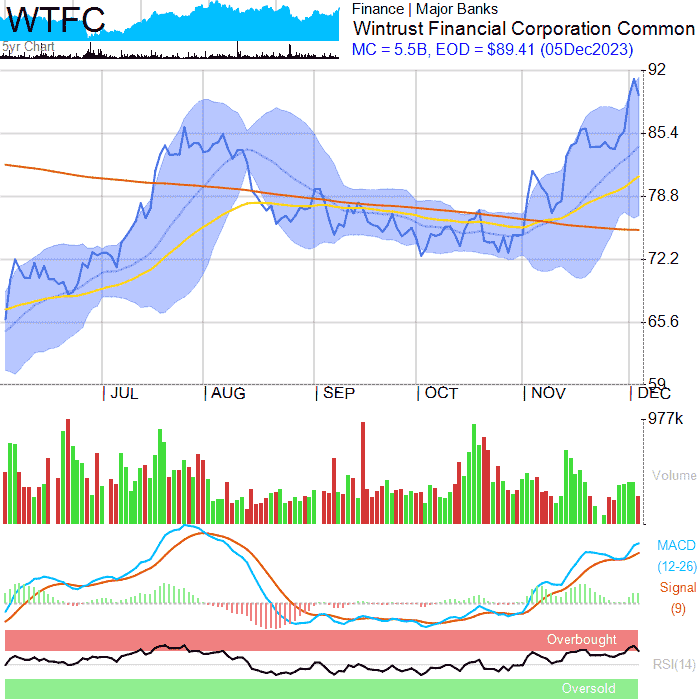 WTFC
5yr Chart
Finance | Major Banks
Wintrust Financial Corporation Common
MC = 5.5B, EOD = $89.41 (05Dec2023)
92
85.4
78.8
72.2
65.6
59
JUL AUG SEP OCT NOV DEC
977k
Volume
MACD
(12-26)
Signal
(9)
Overbought
RSI(14)
Oversold